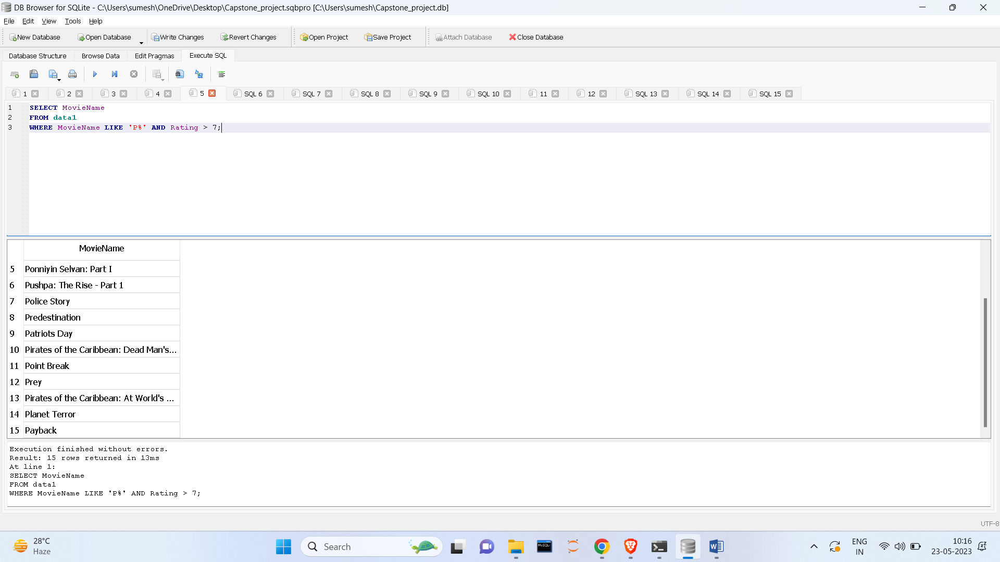 DB Browser for SQLite - C:\Users\sumesh\OneDrive\Desktop\Capstone_project.sqbpro [C:\Users\sumesh\Capstone_project.db]
File Edit View Tools Help
New Database Open Database Write Changes Revert Changes Open Project Save Project Attach Database Close Database
Database Structure Browse Data Edit Pragmas Execute SQL
1 2 3 4 5 SQL 6 SQL 7 SQL 8 SQL 9 SQL 10 11 12 SQL 13 SQL 14 SQL 15
1 SELECT MovieName
2 FROM data1
3 WHERE MovieName LIKE 'P%' AND Rating > 7;
MovieName
5 Ponniyin Selvan: Part I
6 Pushpa: The Rise - Part 1
7 Police Story
8 Predestination
9 Patriots Day
10 Pirates of the Caribbean: Dead Man's...
11 Point Break
12 Prey
13 Pirates of the Caribbean: At World's ...
14 Planet Terror
15 Payback
Execution finished without errors.
Result: 15 rows returned in 13ms
At line 1:
SELECT MovieName
FROM data1
WHERE MovieName LIKE 'P%' AND Rating > 7;
UTF-8
28°C
Haze
Search
MySQL
ENG
IN
10:16
23-05-2023